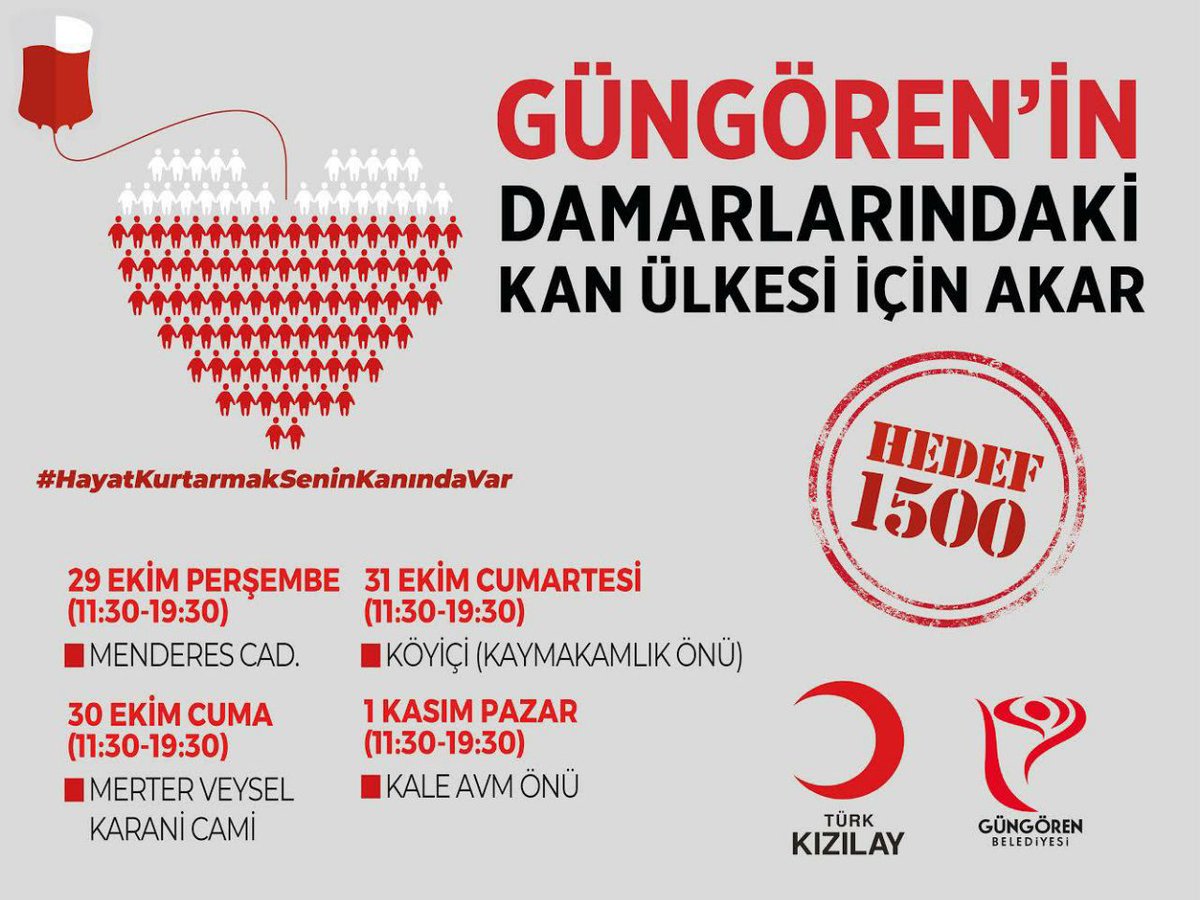 GÜNGÖREN'İN
DAMARLARINDAKİ
KAN ÜLKESİ İÇİN AKAR
#HayatKurtarmakSeninKanındaVar
HEDEF
1500
29 EKİM PERŞEMBE
(11:30-19:30)
MENDERES CAD.
30 EKİM CUMA
(11:30-19:30)
MERTER VEYSEL
KARANİ CAMİ
31 EKİM CUMARTESİ
(11:30-19:30)
KÖYİÇİ (KAYMAKAMLIK ÖNÜ)
1 KASIM PAZAR
(11:30-19:30)
KALE AVM ÖNÜ
TÜRK
KIZILAY
GÜNGÖREN
BELEDİYESİ